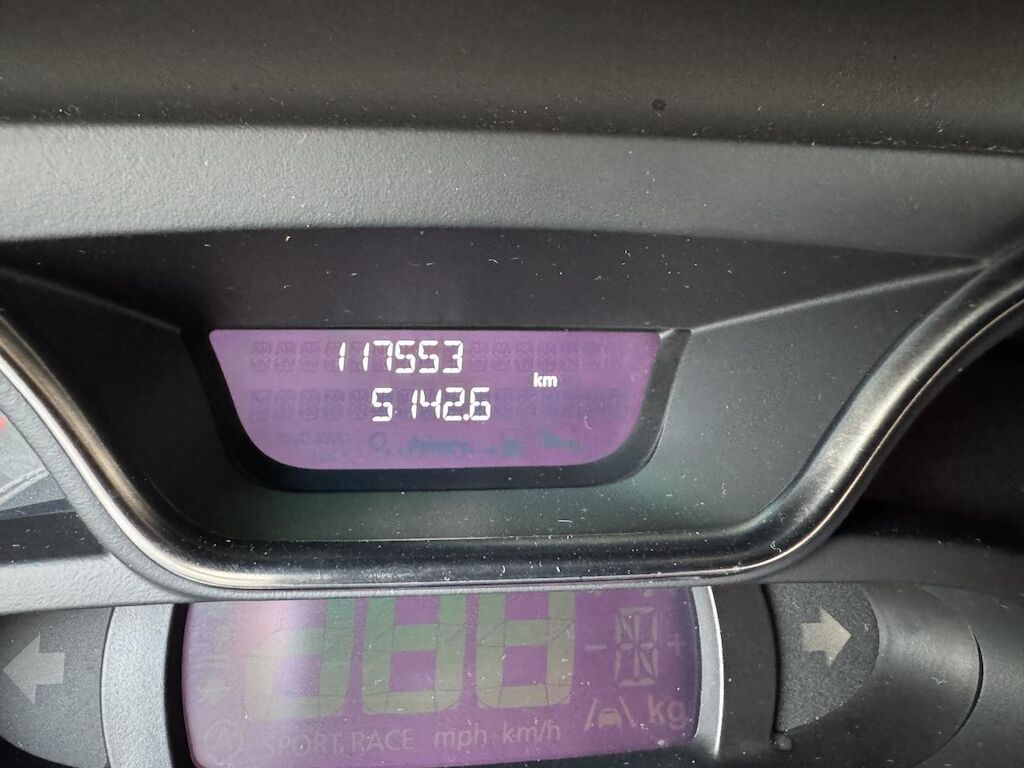 117553
km
5142.6
SPORT RACE mph km/h
kg